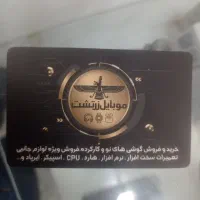 موبایل زرتشت
خرید و فروش گوشی های نو و کارکرده فروش ویژه لوازم جانبی
تعمیرات سخت افزار . نرم افزار . هارد . CPU . اسپیکر . ایرپاد و...